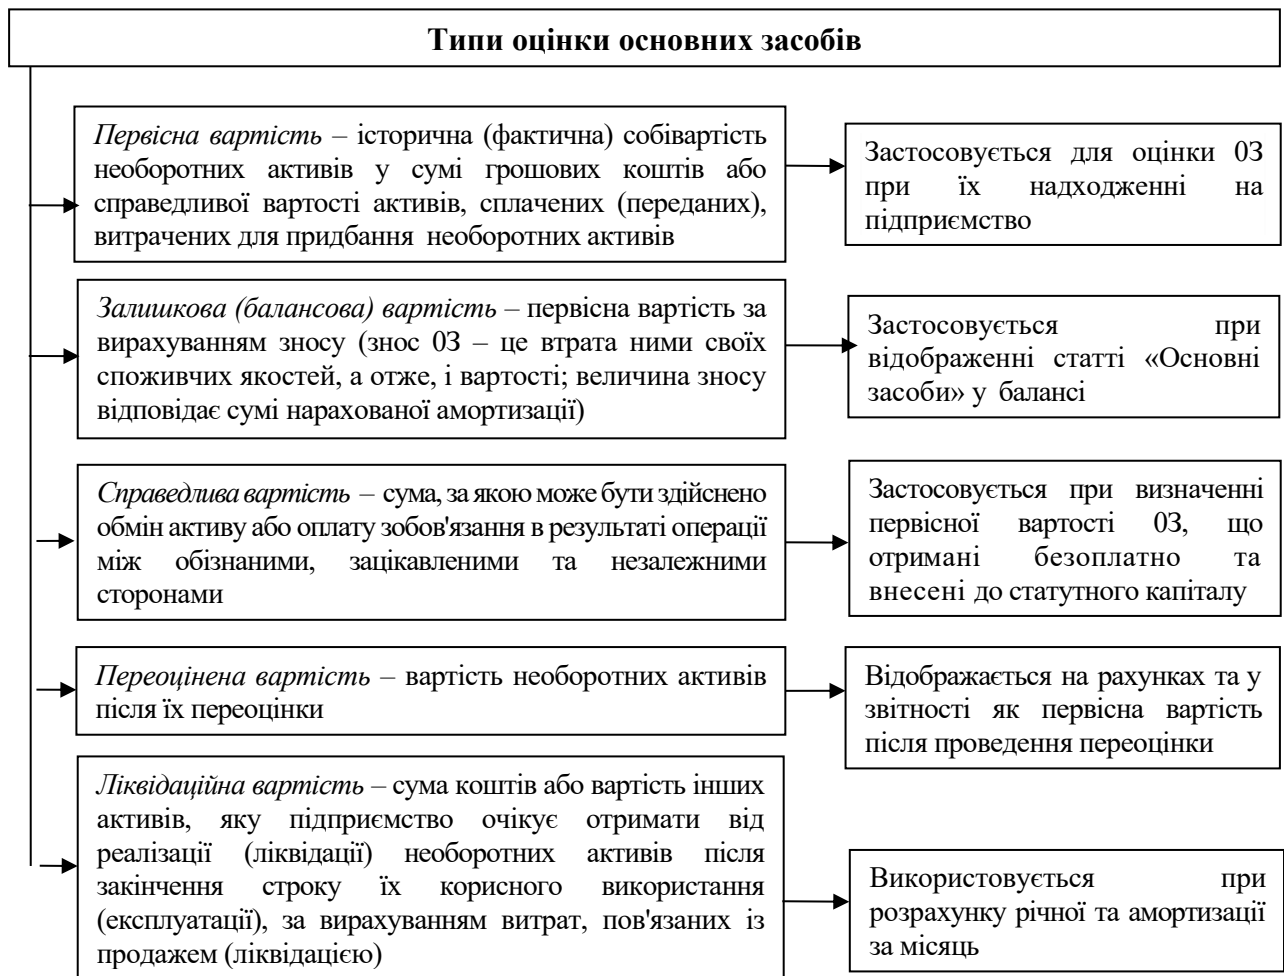 Типи оцінки основних засобів
Первісна вартість – історична (фактична) собівартість
необоротних активів у сумі грошових коштів або
справедливої вартості активів, сплачених (переданих),
витрачених для придбання необоротних активів
Застосовується для оцінки 0З
при їх надходженні на
підприємство
Залишкова (балансова) вартість – первісна вартість за
вирахуванням зносу (знос 0З – це втрата ними своїх
споживчих якостей, а отже, і вартості; величина зносу
відповідає сумі нарахованої амортизації)
Застосовується при
відображенні статті «Основні
засоби» у балансі
Справедлива вартість – сума, за якою може бути здійснено
обмін активу або оплату зобов'язання в результаті операції
між обізнаними, зацікавленими та незалежними
сторонами
Застосовується при визначенні
первісної вартості 0З, що
отримані безоплатно та
внесені до статутного капіталу
Переоцінена вартість – вартість необоротних активів
після їх переоцінки
Відображається на рахунках та у
звітності як первісна вартість
після проведення переоцінки
Ліквідаційна вартість – сума коштів або вартість інших
активів, яку підприємство очікує отримати від
реалізації (ліквідації) необоротних активів після
закінчення строку їх корисного використання
(експлуатації), за вирахуванням витрат, пов'язаних із
продажем (ліквідацією)
Використовується при
розрахунку річної та амортизації
за місяць